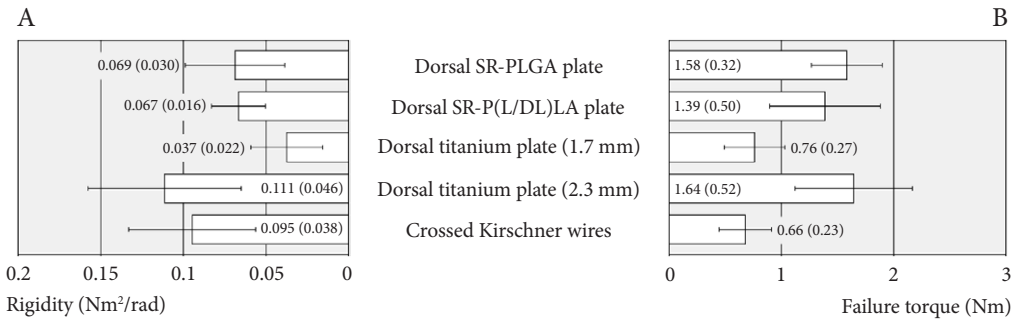 A B
0.069 (0.030) Dorsal SR-PLGA plate 1.58 (0.32)
0.067 (0.016) Dorsal SR-P(L/DL)LA plate 1.39 (0.50)
0.037 (0.022) Dorsal titanium plate (1.7 mm) 0.76 (0.27)
0.111 (0.046) Dorsal titanium plate (2.3 mm) 1.64 (0.52)
0.095 (0.038) Crossed Kirschner wires 0.66 (0.23)
0.2 0.15 0.1 0.05 0 0 1 2 3
Rigidity (Nm²/rad) Failure torque (Nm)